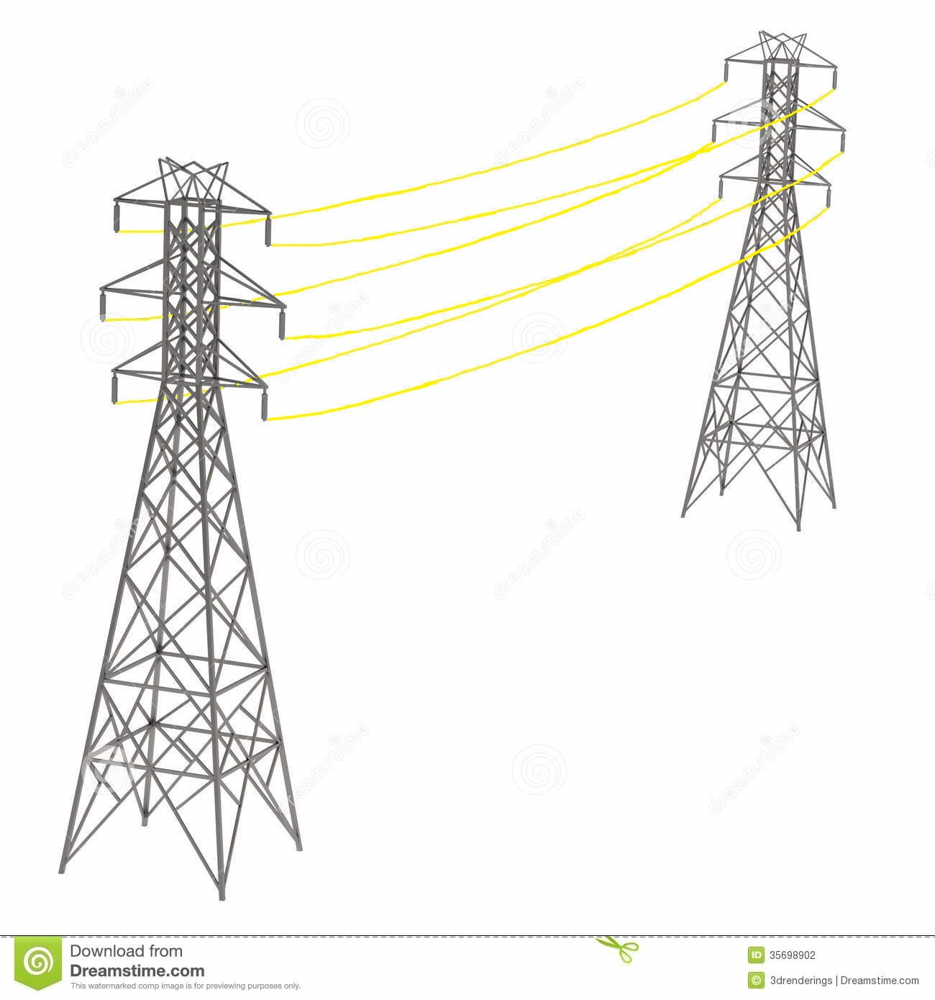 Download from
Dreamstime.com
This watermarked comp image is for previewing purposes only.
ID 35698902
© 3drenderings | Dreamstime.com